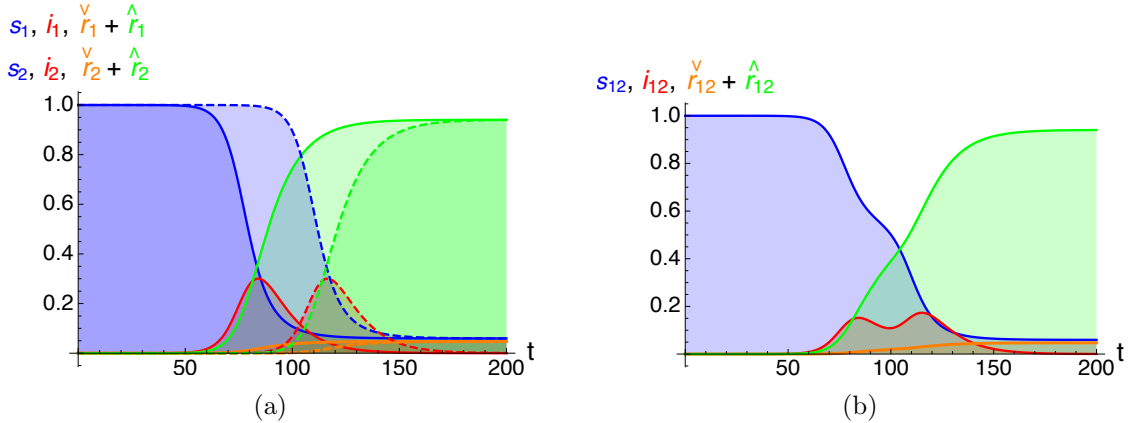 s₁, i₁, ř₁ + r̂₁
s₂, i₂, ř₂ + r̂₂
1.0
0.8
0.6
0.4
0.2
50
100
150
200
t
(a)
s₁₂, i₁₂, ř₁₂ + r̂₁₂
1.0
0.8
0.6
0.4
0.2
50
100
150
200
t
(b)